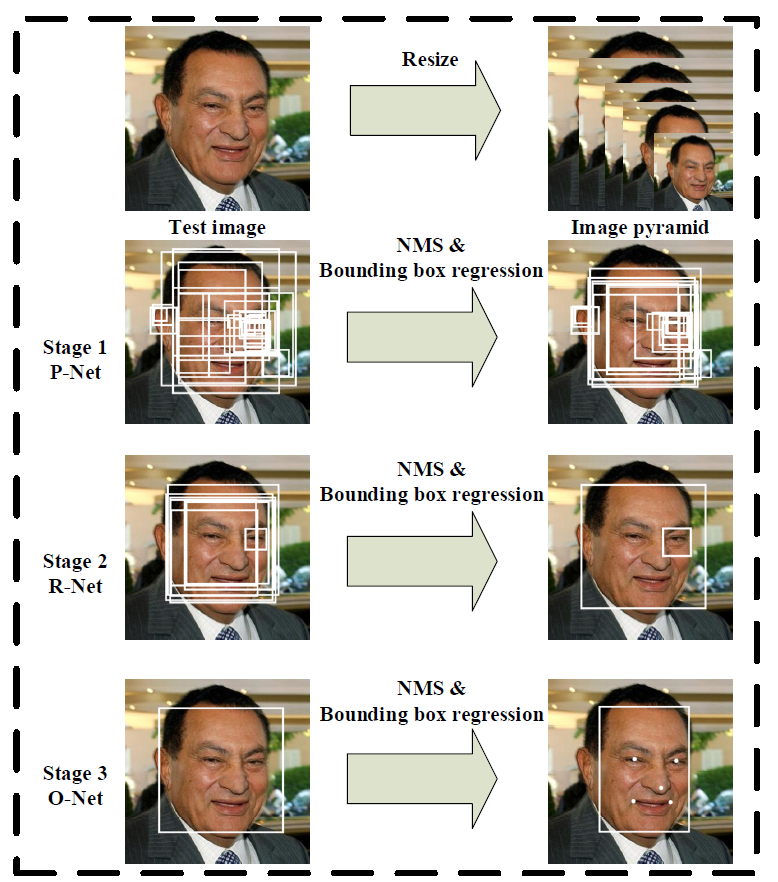 Resize
Test image
Image pyramid
NMS &
Bounding box regression
Stage 1
P-Net
NMS &
Bounding box regression
Stage 2
R-Net
NMS &
Bounding box regression
Stage 3
O-Net